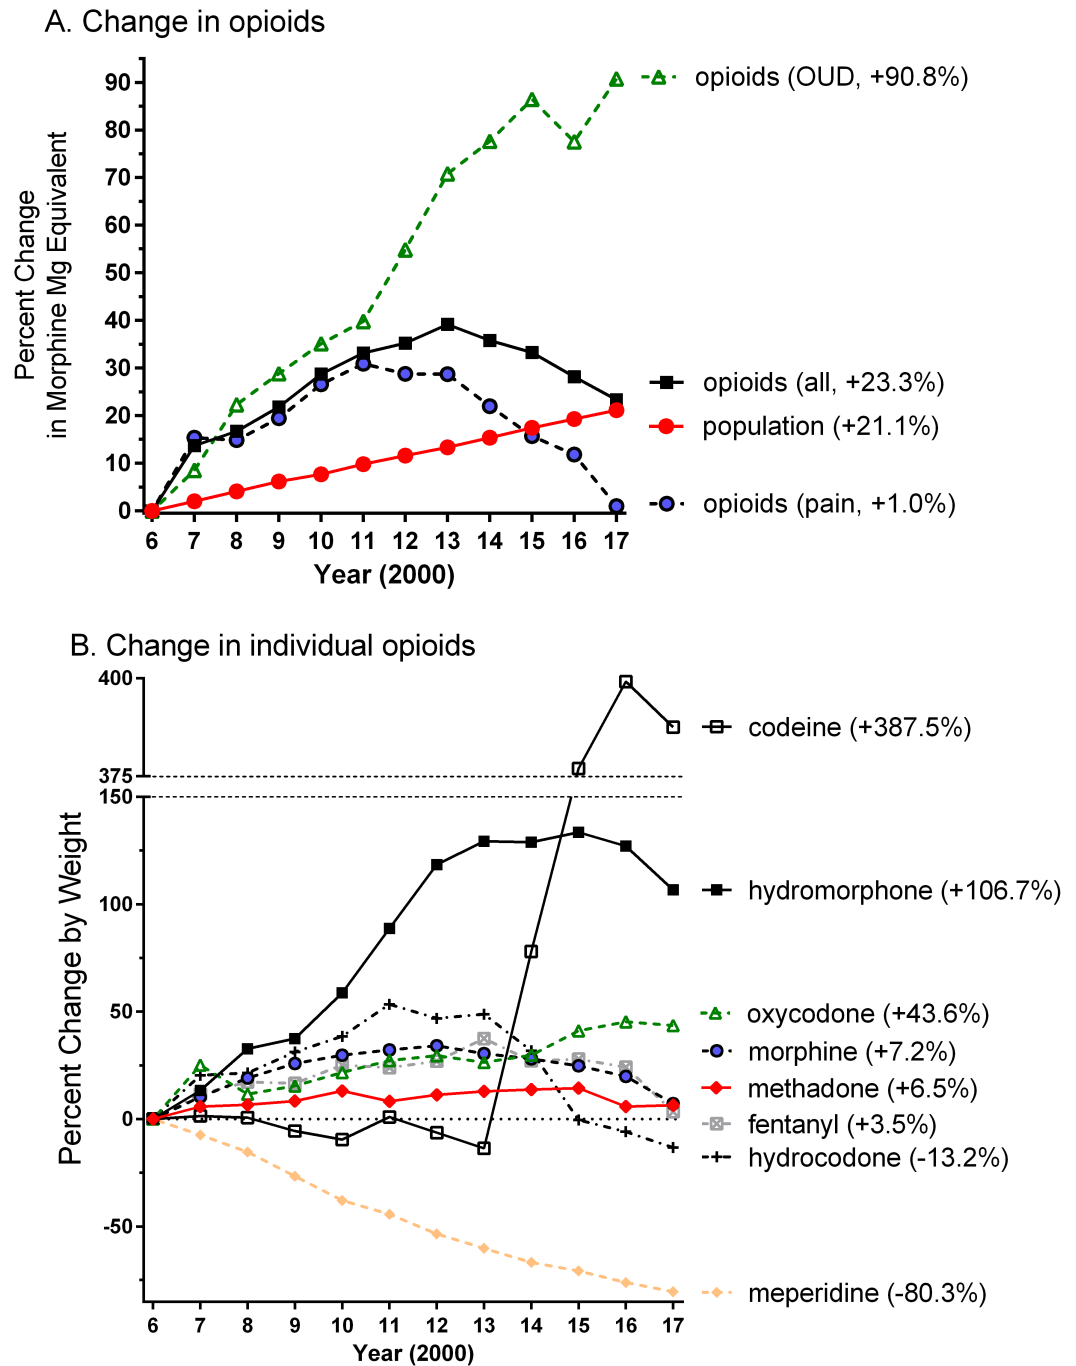 A. Change in opioids
Percent Change
in Morphine Mg Equivalent
90
80
70
60
50
40
30
20
10
0
6 7 8 9 10 11 12 13 14 15 16 17
Year (2000)
opioids (OUD, +90.8%)
opioids (all, +23.3%)
population (+21.1%)
opioids (pain, +1.0%)
B. Change in individual opioids
Percent Change by Weight
400
375
150
100
50
0
-50
6 7 8 9 10 11 12 13 14 15 16 17
Year (2000)
codeine (+387.5%)
hydromorphone (+106.7%)
oxycodone (+43.6%)
morphine (+7.2%)
methadone (+6.5%)
fentanyl (+3.5%)
hydrocodone (-13.2%)
meperidine (-80.3%)